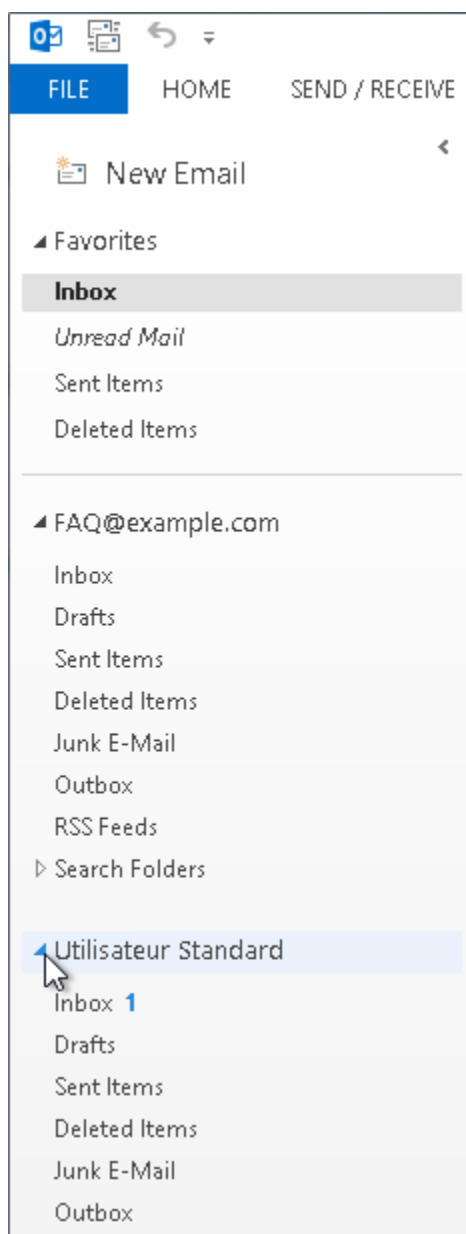 FILE HOME SEND / RECEIVE
New Email
Favorites
Inbox
Unread Mail
Sent Items
Deleted Items
FAQ@example.com
Inbox
Drafts
Sent Items
Deleted Items
Junk E-Mail
Outbox
RSS Feeds
Search Folders
Utilisateur Standard
Inbox 1
Drafts
Sent Items
Deleted Items
Junk E-Mail
Outbox